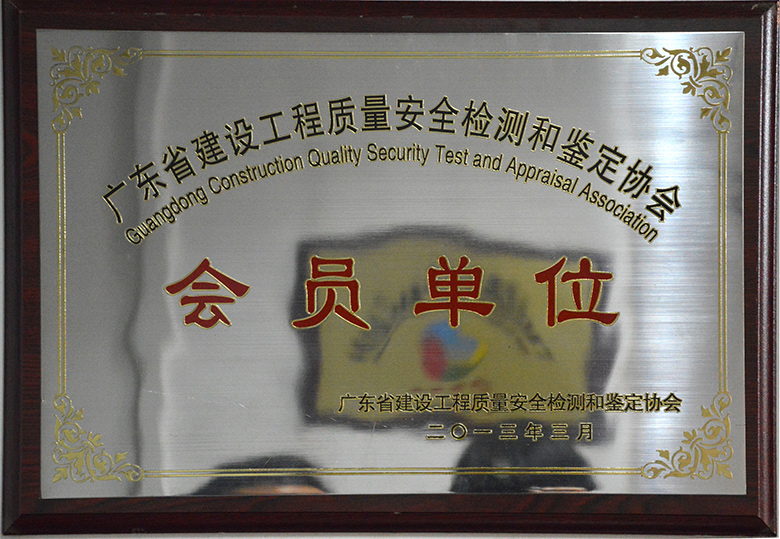 广东省建设工程质量安全检测和鉴定协会
Guangdong Construction Quality Security Test and Appraisal Association
会员单位
广东省建设工程质量安全检测和鉴定协会
二〇一三年三月